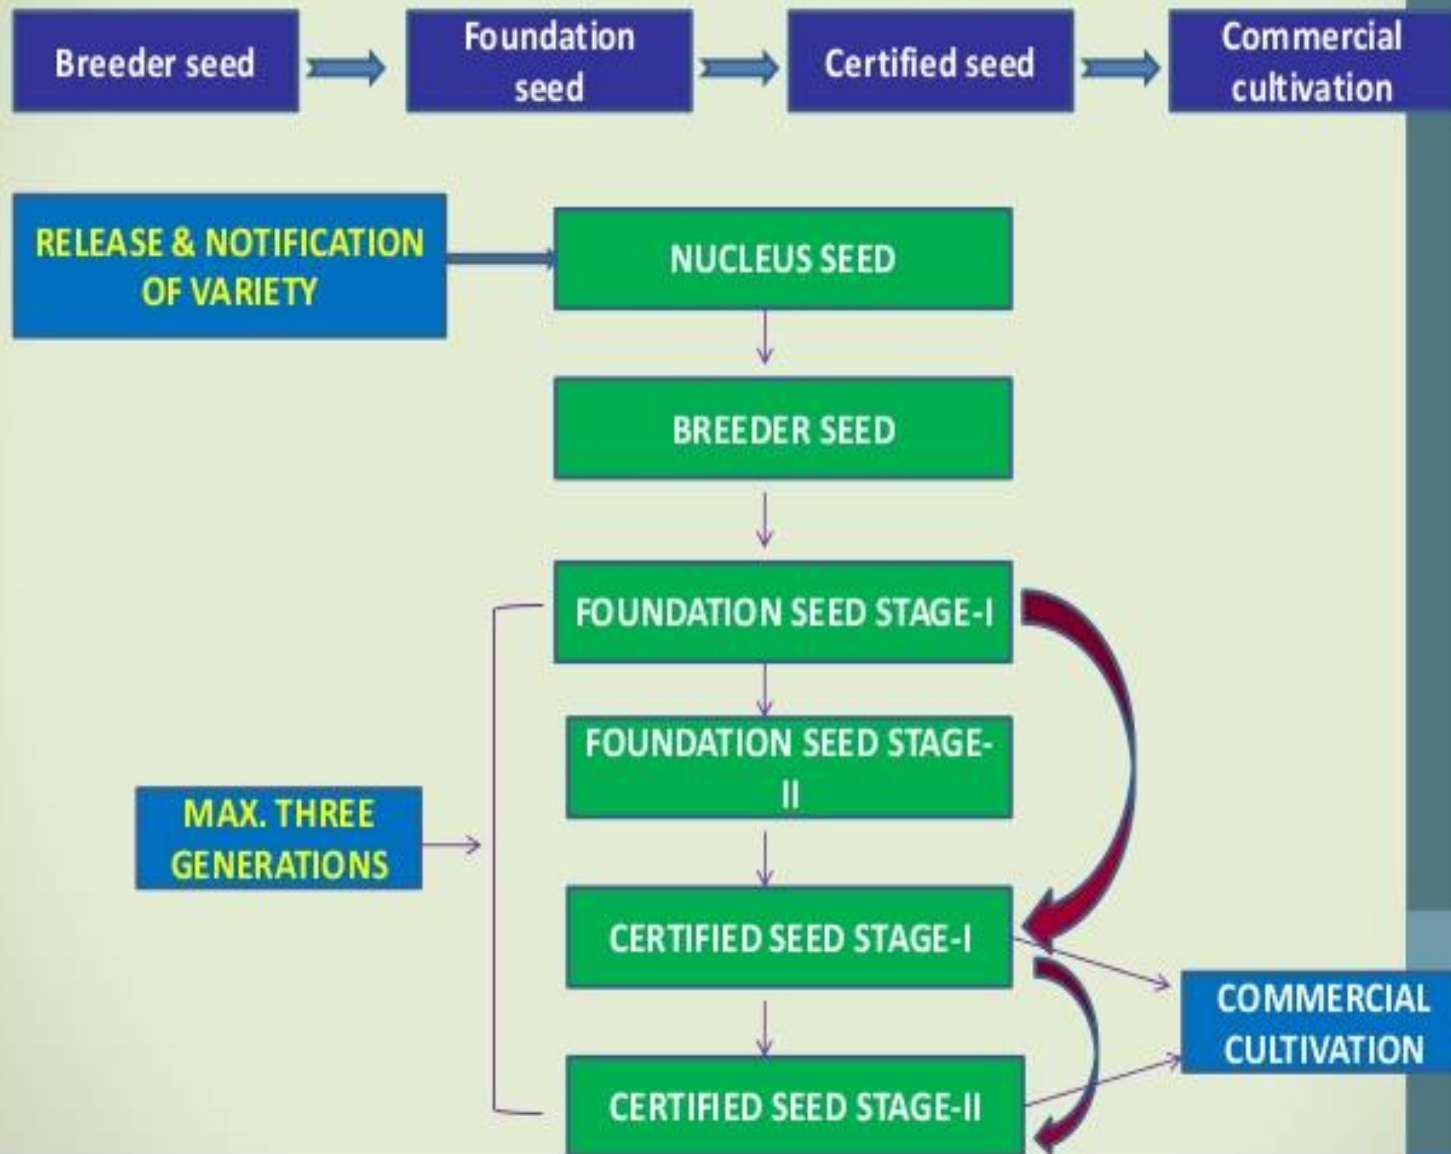 Breeder seed
Foundation
seed
Certified seed
Commercial
cultivation
RELEASE & NOTIFICATION
OF VARIETY
NUCLEUS SEED
BREEDER SEED
FOUNDATION SEED STAGE-I
FOUNDATION SEED STAGE-
II
MAX. THREE
GENERATIONS
CERTIFIED SEED STAGE-I
COMMERCIAL
CULTIVATION
CERTIFIED SEED STAGE-II